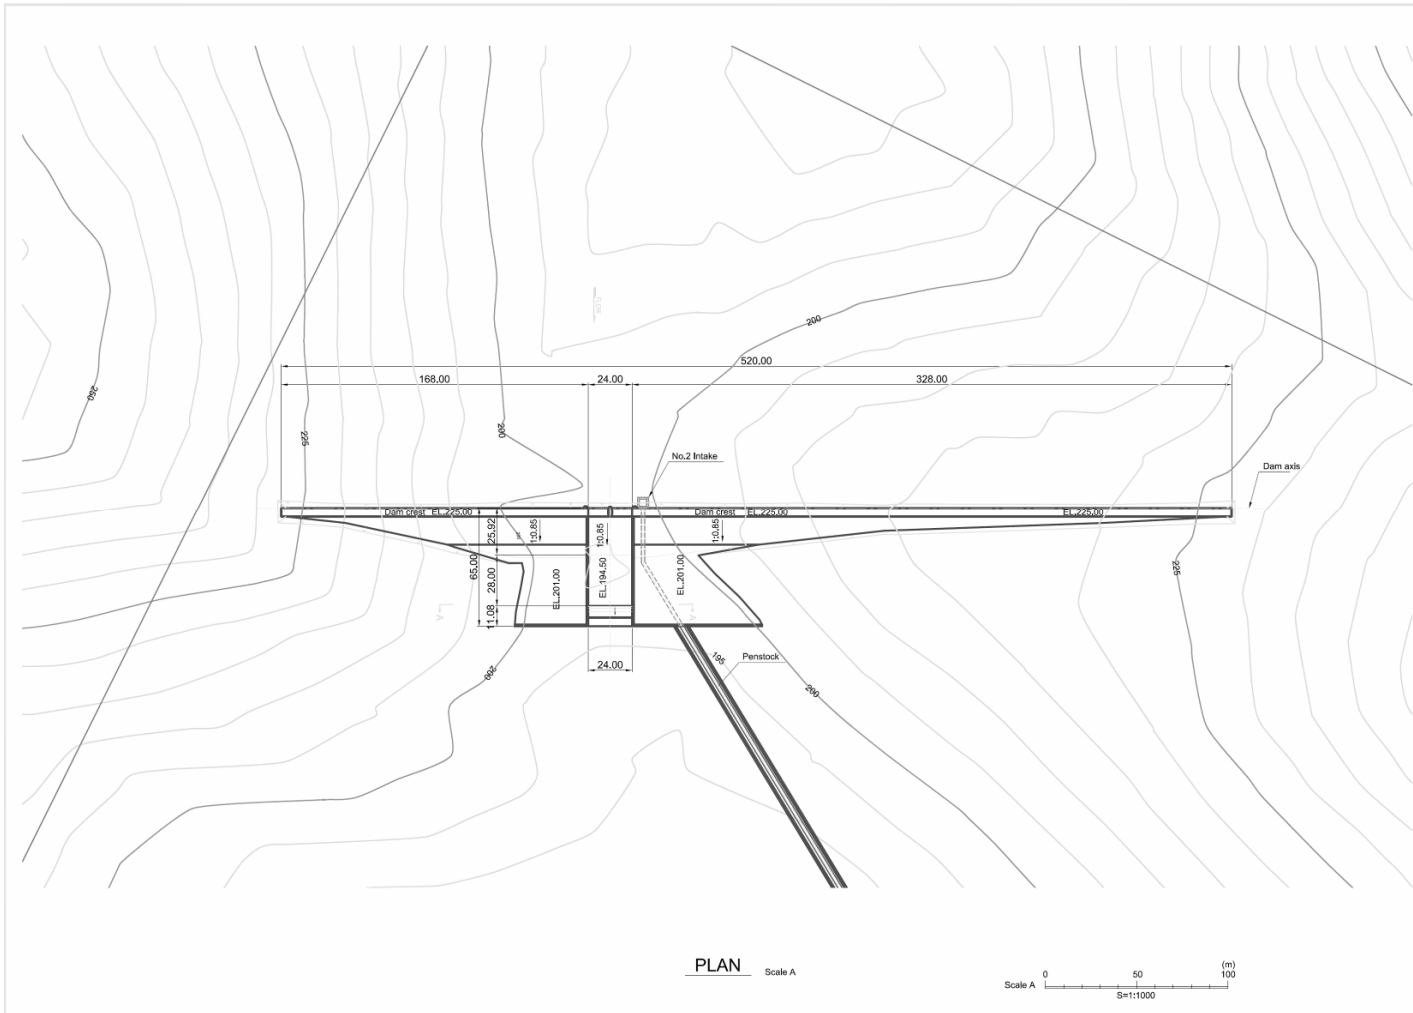 200
520.00
168.00
24.00
328.00
250
225
200
No.2 Intake
Dam axis
Dam crest EL.225.00
Dam crest EL.225.00
EL.225.00
25.92
1:0.85
1:0.85
1:0.85
65.00
28.00
EL.201.00
EL.194.50
EL.201.00
225
11.08
A
A
24.00
195
Penstock
200
200
PLAN
Scale A
(m)
0 50 100
Scale A
S=1:1000